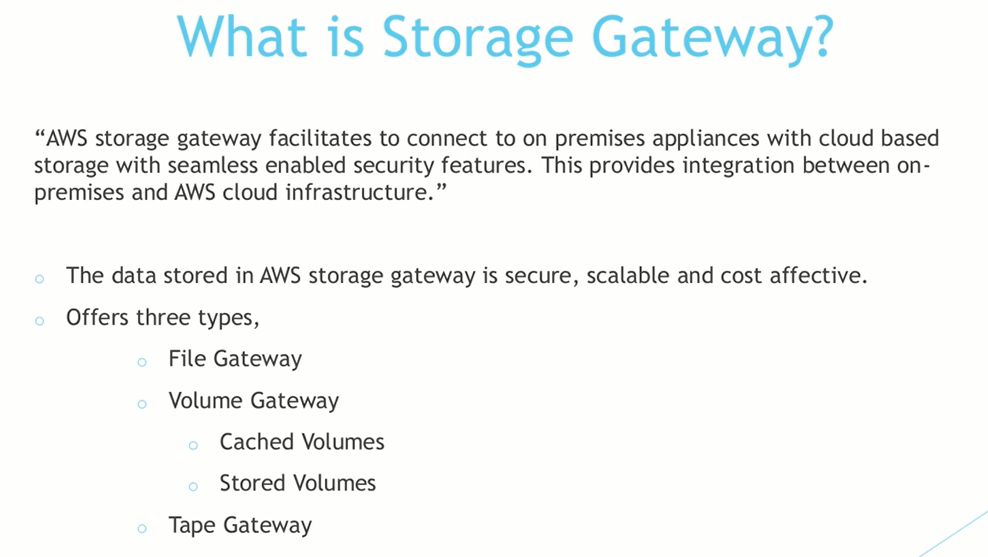 What is Storage Gateway?
“AWS storage gateway facilitates to connect to on premises appliances with cloud based
storage with seamless enabled security features. This provides integration between on-
premises and AWS cloud infrastructure.”
The data stored in AWS storage gateway is secure, scalable and cost affective.
Offers three types,
File Gateway
Volume Gateway
Cached Volumes
Stored Volumes
Tape Gateway